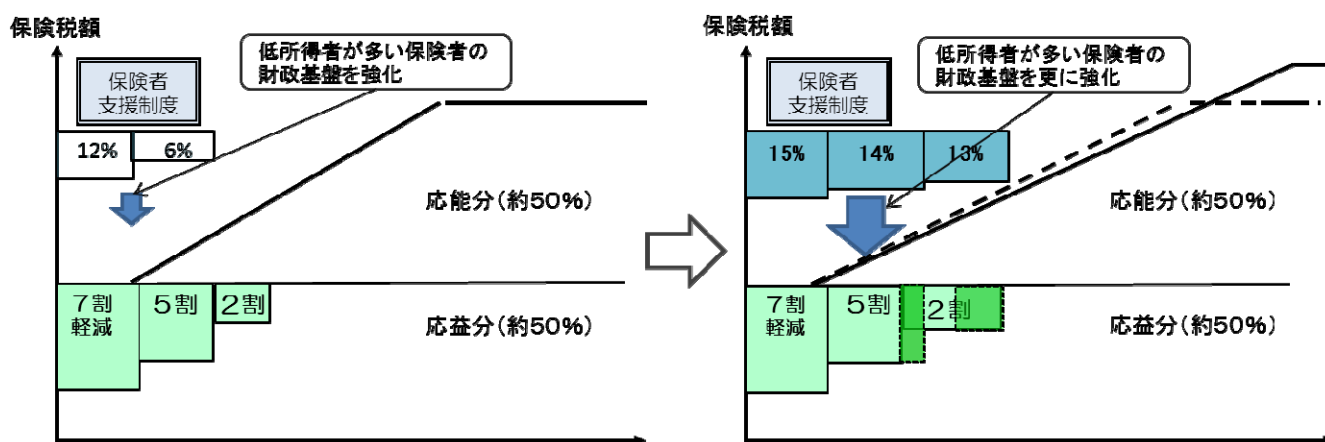 保険税額
低所得者が多い保険者の
財政基盤を強化
保険者
支援制度
12%
6%
応能分(約50%)
7割
軽減
5割
2割
応益分(約50%)
保険税額
低所得者が多い保険者の
財政基盤を更に強化
保険者
支援制度
15%
14%
13%
応能分(約50%)
7割
軽減
5割
2割
応益分(約50%)